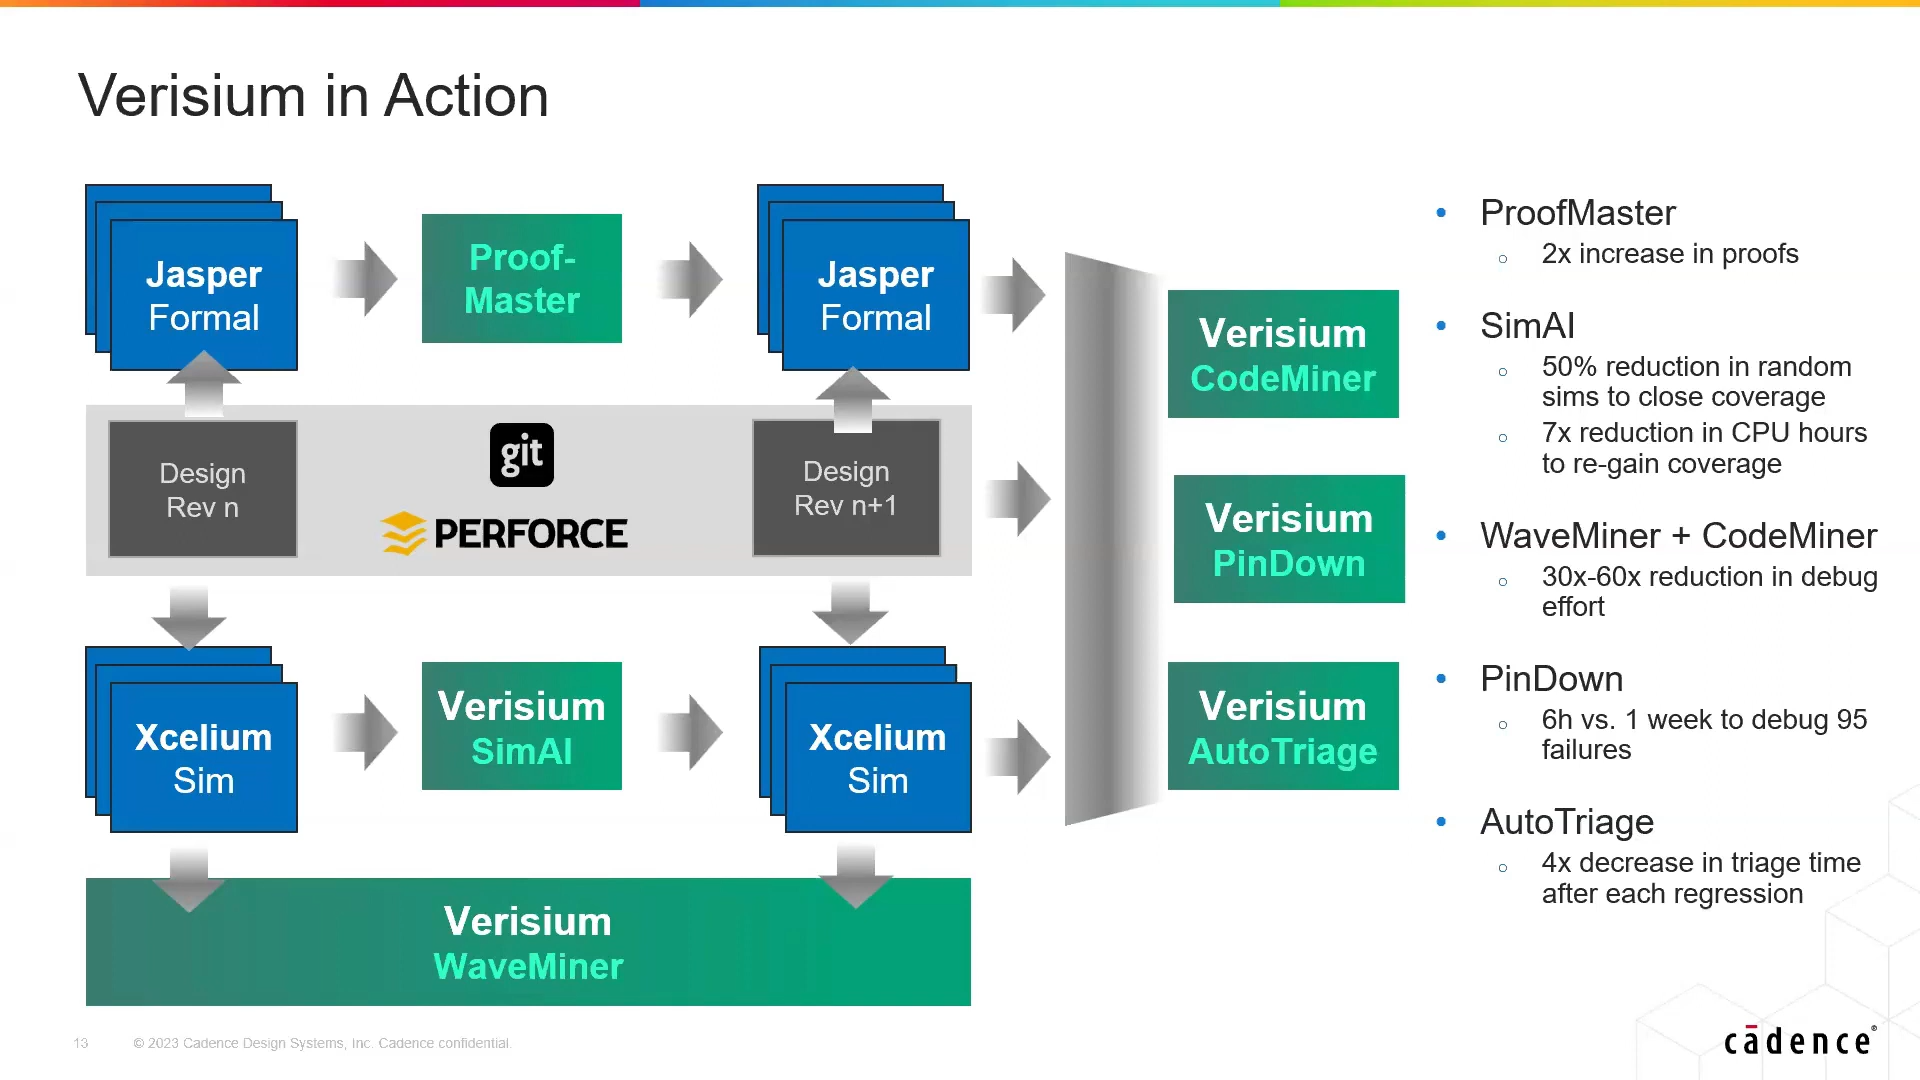 Verisium in Action
Jasper
Formal
Proof-
Master
Jasper
Formal
Design
Rev n
git
PERFORCE
Design
Rev n+1
Xcelium
Sim
Verisium
SimAI
Xcelium
Sim
Verisium
WaveMiner
Verisium
CodeMiner
Verisium
PinDown
Verisium
AutoTriage
• ProofMaster
○ 2x increase in proofs
• SimAI
○ 50% reduction in random
sims to close coverage
○ 7x reduction in CPU hours
to re-gain coverage
• WaveMiner + CodeMiner
○ 30x-60x reduction in debug
effort
• PinDown
○ 6h vs. 1 week to debug 95
failures
• AutoTriage
○ 4x decrease in triage time
after each regression
13 © 2023 Cadence Design Systems, Inc. Cadence confidential.
cādence®